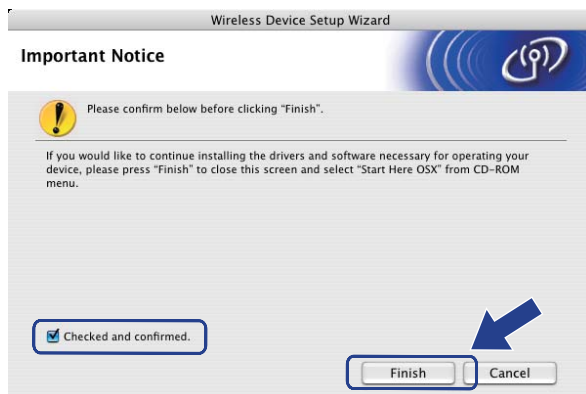 Wireless Device Setup Wizard
Important Notice
Please confirm below before clicking “Finish”.
If you would like to continue installing the drivers and software necessary for operating your
device, please press “Finish” to close this screen and select “Start Here OSX” from CD-ROM
menu.
Checked and confirmed.
Finish Cancel